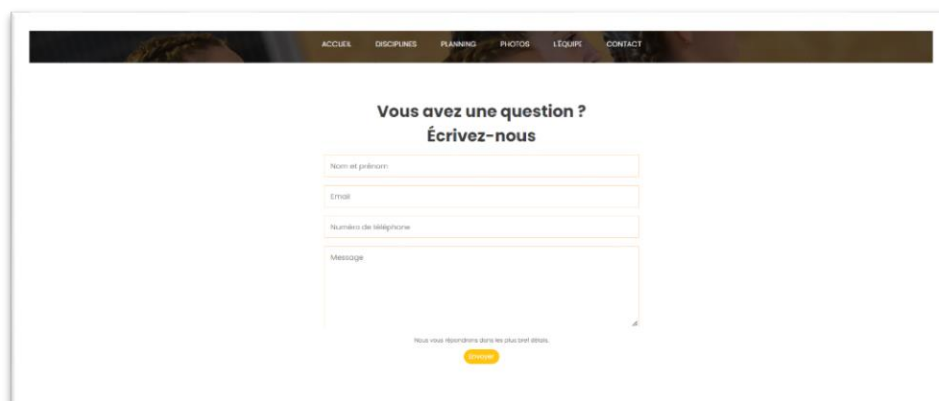 ACCUEIL DISCIPLINES PLANNING PHOTOS L'ÉQUIPE CONTACT
Vous avez une question ?
Écrivez-nous
Nom et prénom
Email
Numéro de téléphone
Message
Nous vous répondrons dans les plus bref délais.
Envoyer